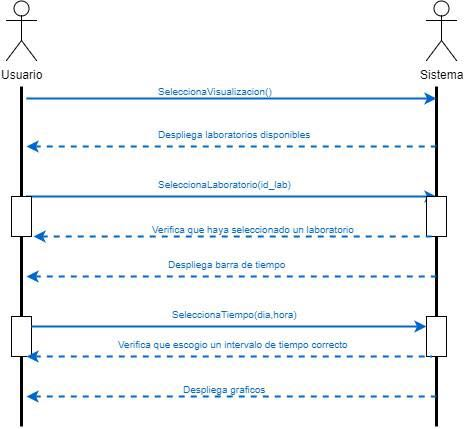 Usuario
Sistema
SeleccionaVisualizacion()
Despliega laboratorios disponibles
SeleccionaLaboratorio(id_lab)
Verifica que haya seleccionado un laboratorio
Despliega barra de tiempo
SeleccionaTiempo(dia,hora)
Verifica que escogio un intervalo de tiempo correcto
Despliega graficos